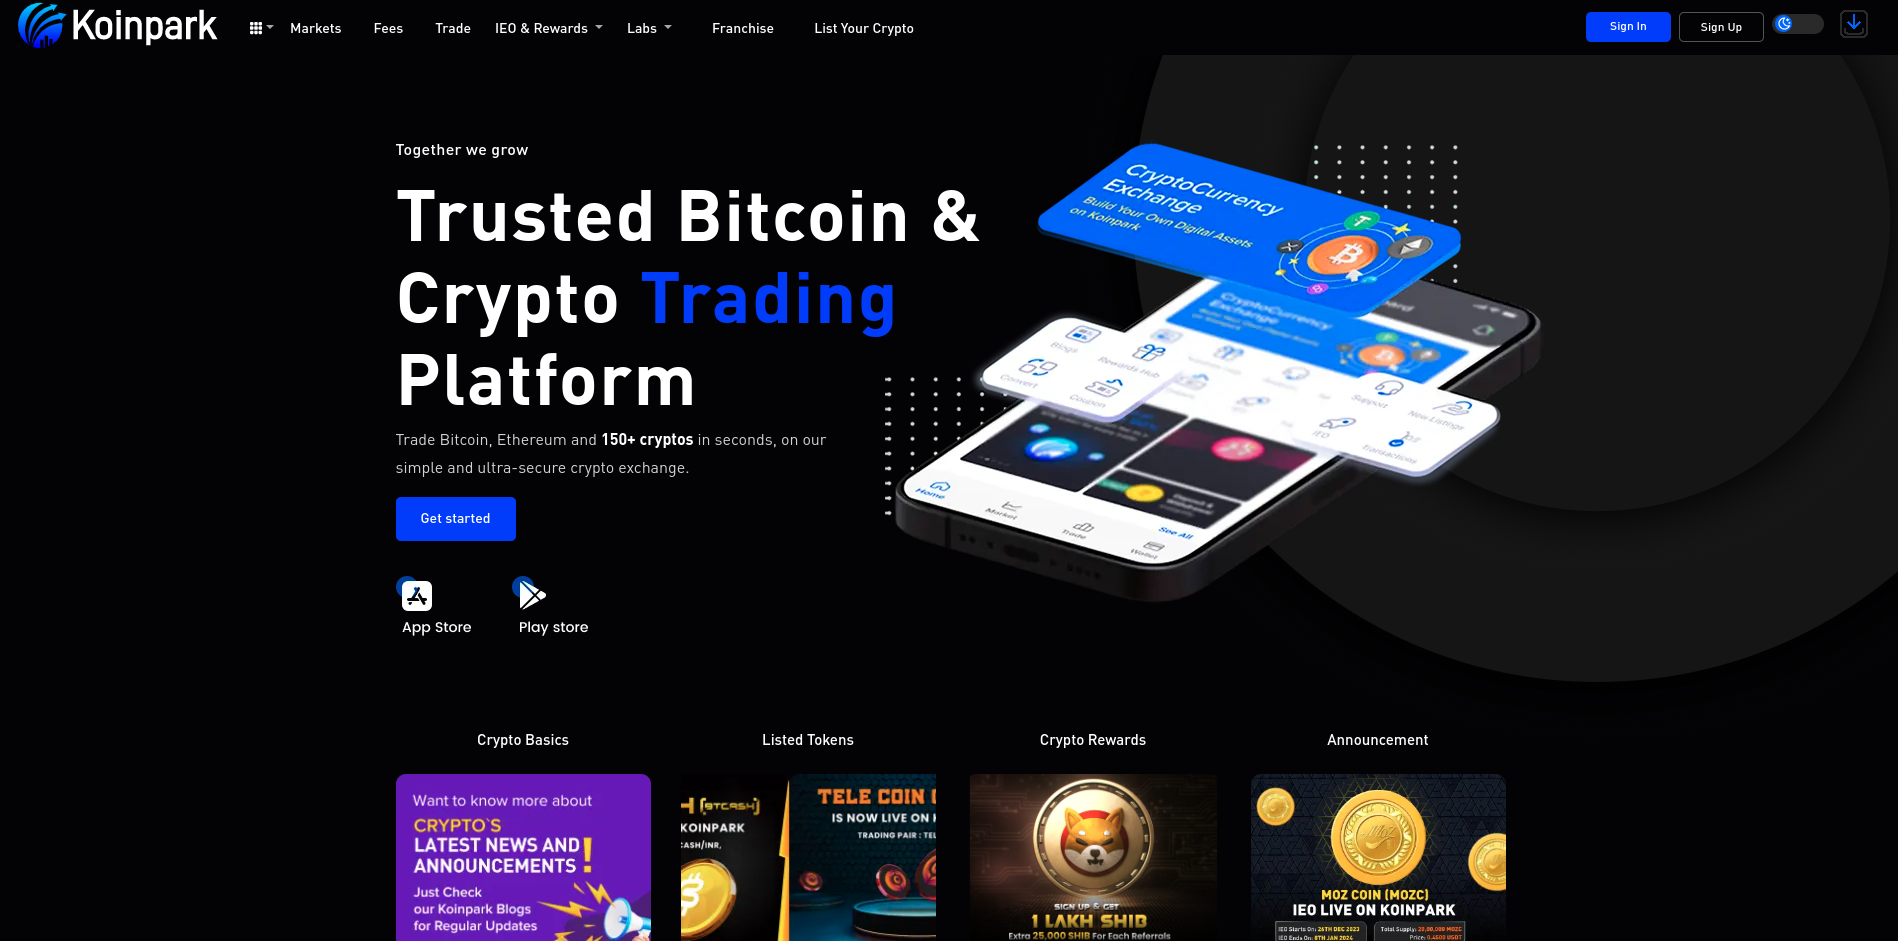 Koinpark
Markets
Fees
Trade
IEO & Rewards
Labs
Franchise
List Your Crypto
Sign In
Sign Up
Together we grow
Trusted Bitcoin &
Crypto Trading
Platform
Trade Bitcoin, Ethereum and 150+ cryptos in seconds, on our
simple and ultra-secure crypto exchange.
Get started
App Store
Play store
CryptoCurrency
Exchange
Build Your Own Digital Assets
on Koinpark
CryptoCurrency
Exchange
Blogs
Rewards Hub
Convert
Coupon
Support
New Listings
IEO
Transactions
Home
Market
Trade
See All
Wallet
Crypto Basics
Listed Tokens
Crypto Rewards
Announcement
Want to know more about
CRYPTO`S
LATEST NEWS AND
ANNOUNCEMENTS !
Just Check
our Koinpark Blogs
for Regular Updates
H (BTCASH)
KOINPARK
CASH/INR,
TELE COIN
IS NOW LIVE ON
TRADING PAIR : TEL
SIGN UP & GET
1 LAKH SHIB
Extra 25,000 SHIB For Each Referrals
MOZ
MOZ COIN (MOZC)
IEO LIVE ON KOINPARK
IEO Starts On: 26TH DEC 2023
IEO Ends On: 8TH JAN 2024
Total Supply: 20,00,000 MOZC
Price: 0.4500 USDT